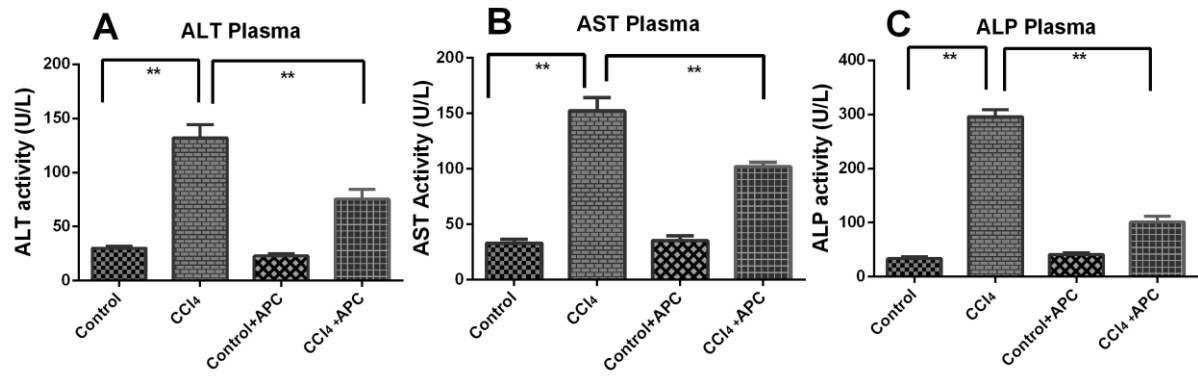 A
ALT Plasma
**
**
ALT activity (U/L)
200
150
100
50
0
Control
CCl4
Control+APC
CCl4 +APC
B
AST Plasma
**
**
AST Activity (U/L)
200
150
100
50
0
Control
CCl4
Control+APC
CCl4 +APC
C
ALP Plasma
**
**
ALP activity (U/L)
400
300
200
100
0
Control
CCl4
Control+APC
CCl4 +APC